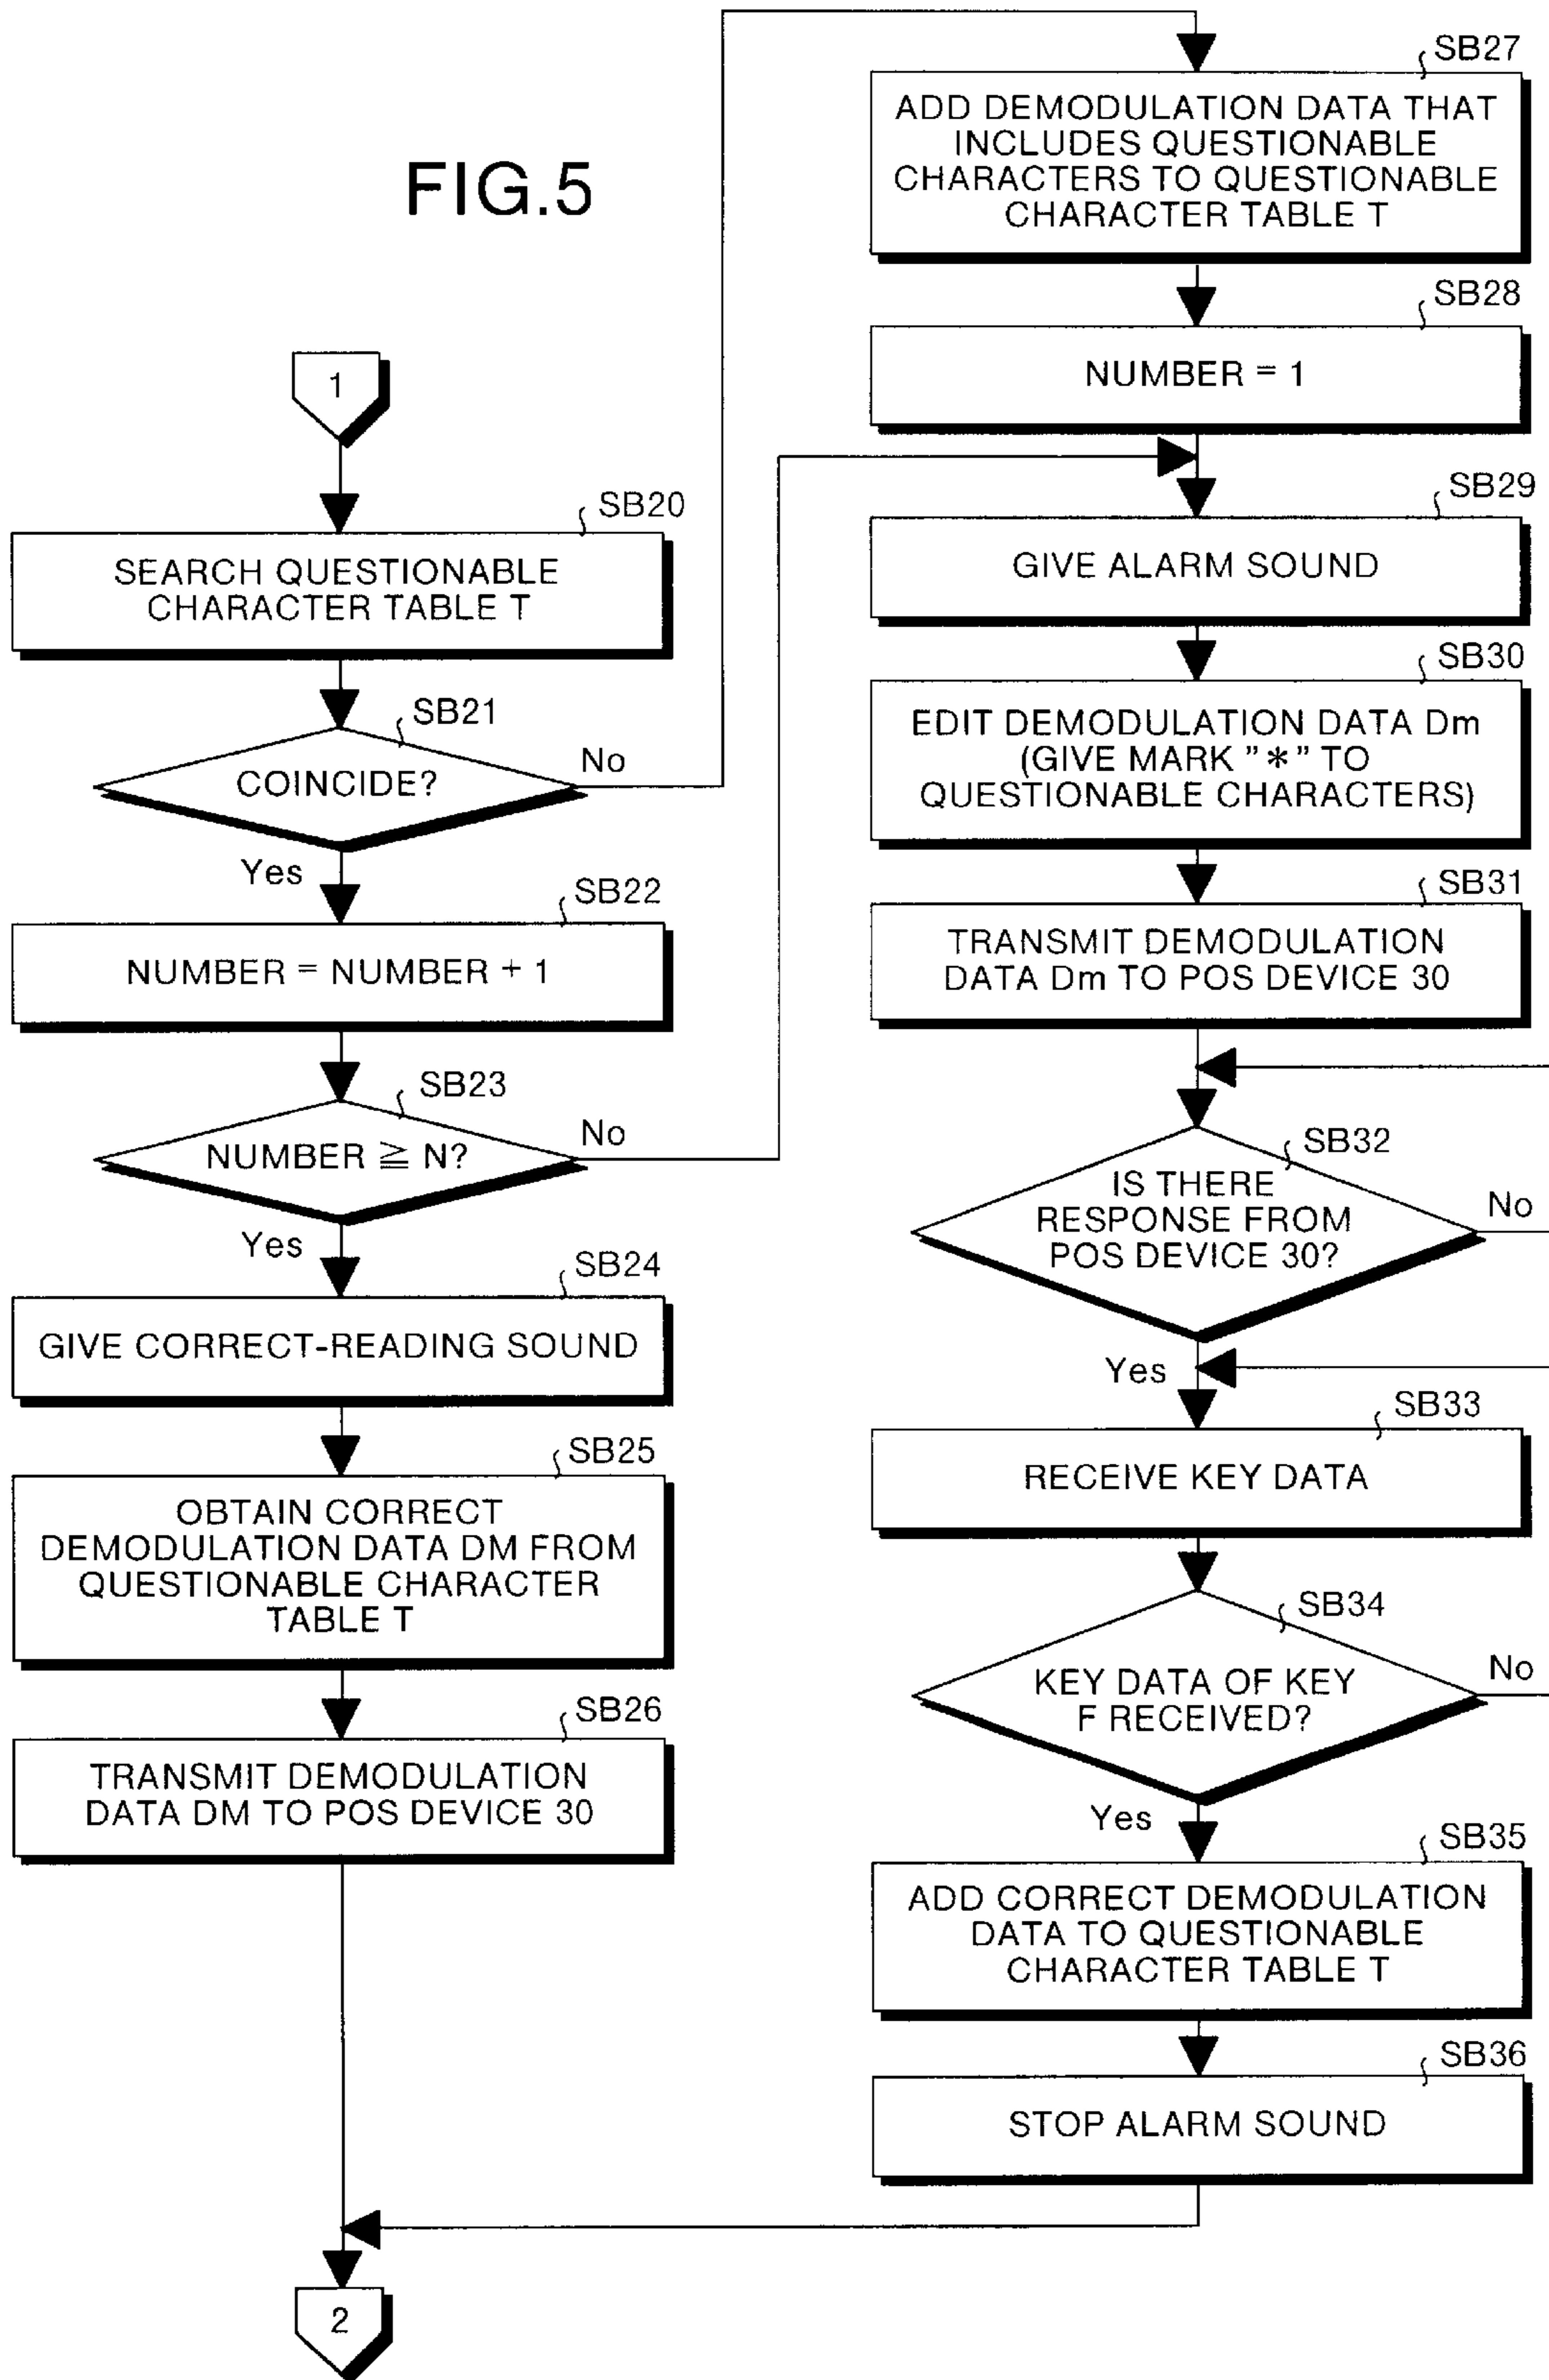 FIG.5
1
SB20
SEARCH QUESTIONABLE
CHARACTER TABLE T
SB21
COINCIDE?
No
Yes
SB22
NUMBER = NUMBER + 1
SB23
NUMBER ≧ N?
No
Yes
SB24
GIVE CORRECT-READING SOUND
SB25
OBTAIN CORRECT
DEMODULATION DATA DM FROM
QUESTIONABLE CHARACTER
TABLE T
SB26
TRANSMIT DEMODULATION
DATA DM TO POS DEVICE 30
2
SB27
ADD DEMODULATION DATA THAT
INCLUDES QUESTIONABLE
CHARACTERS TO QUESTIONABLE
CHARACTER TABLE T
SB28
NUMBER = 1
SB29
GIVE ALARM SOUND
SB30
EDIT DEMODULATION DATA Dm
(GIVE MARK ”*” TO
QUESTIONABLE CHARACTERS)
SB31
TRANSMIT DEMODULATION
DATA Dm TO POS DEVICE 30
SB32
IS THERE
RESPONSE FROM
POS DEVICE 30?
No
Yes
SB33
RECEIVE KEY DATA
SB34
KEY DATA OF KEY
F RECEIVED?
No
Yes
SB35
ADD CORRECT DEMODULATION
DATA TO QUESTIONABLE
CHARACTER TABLE T
SB36
STOP ALARM SOUND